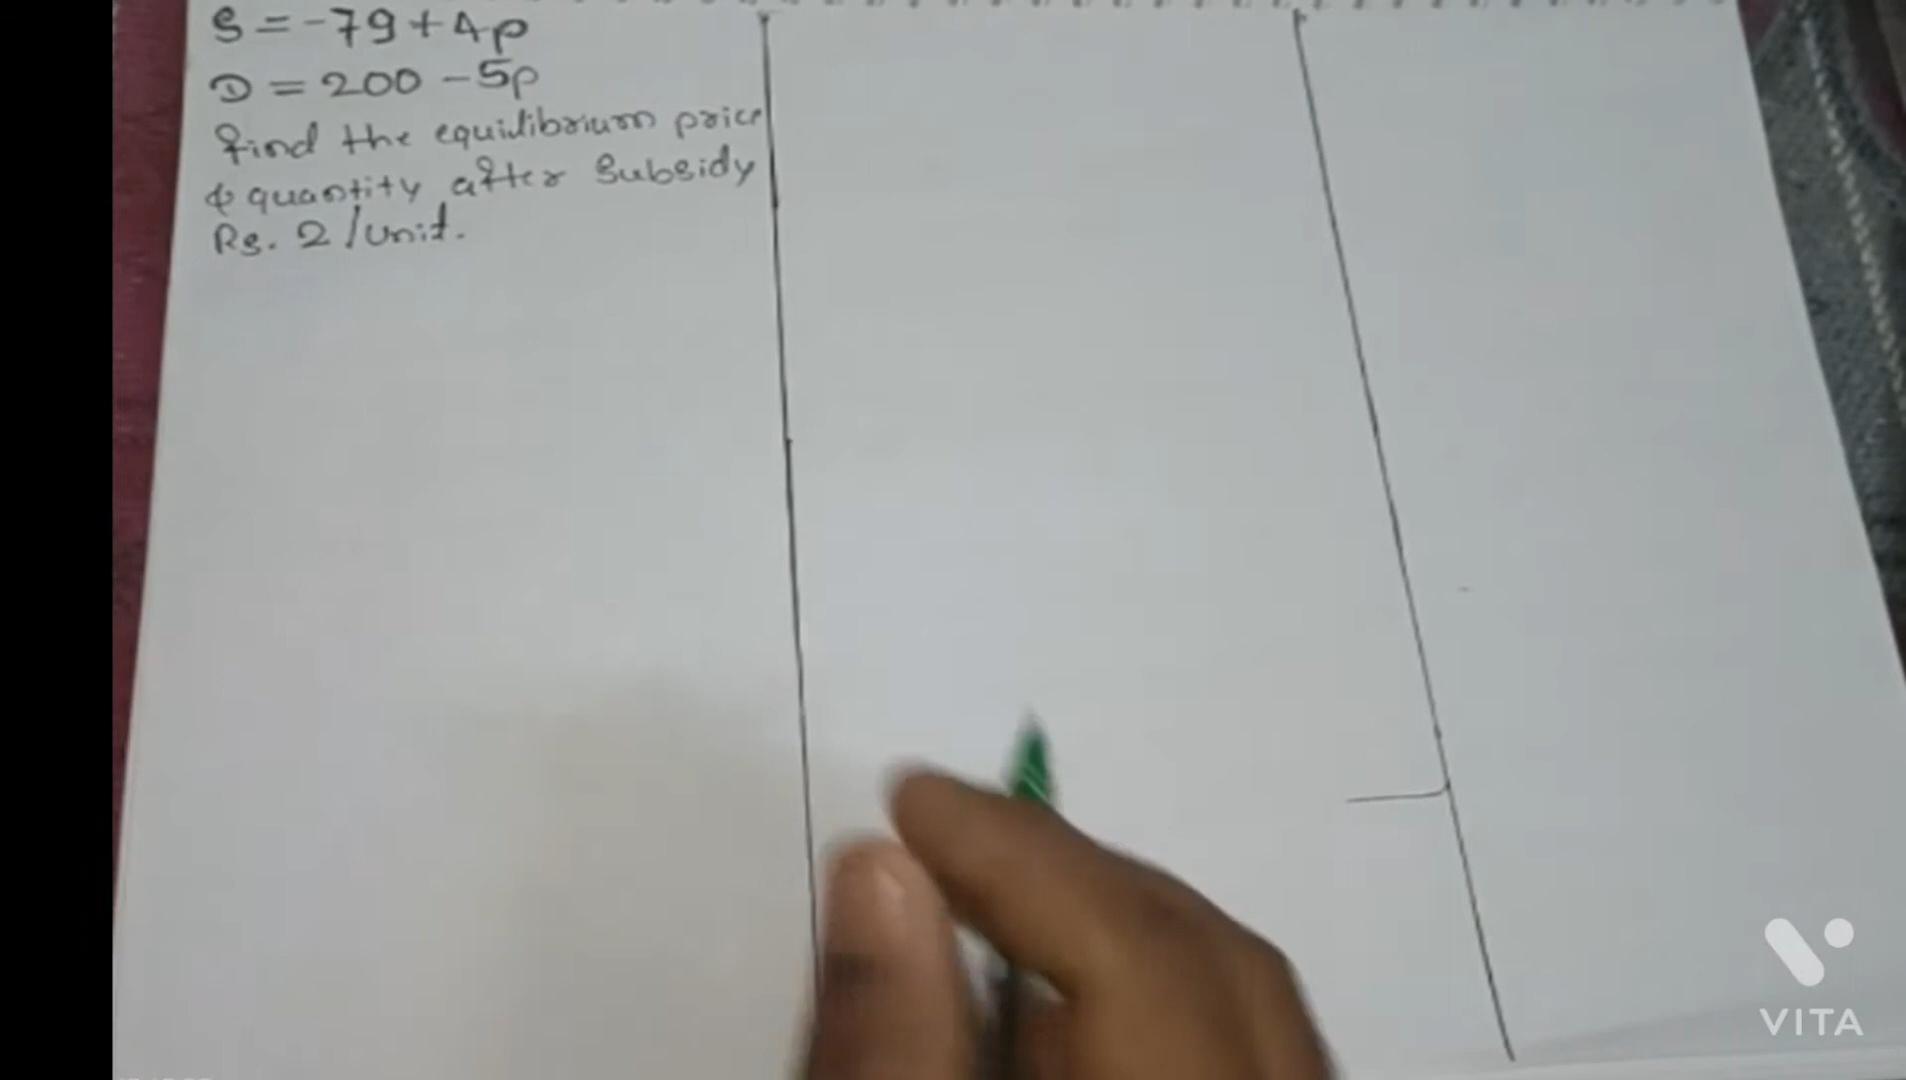 S = -79 + 4p
D = 200 - 5p
find the equilibrium price
& quantity after subsidy
Rs. 2 / unit.
VITA